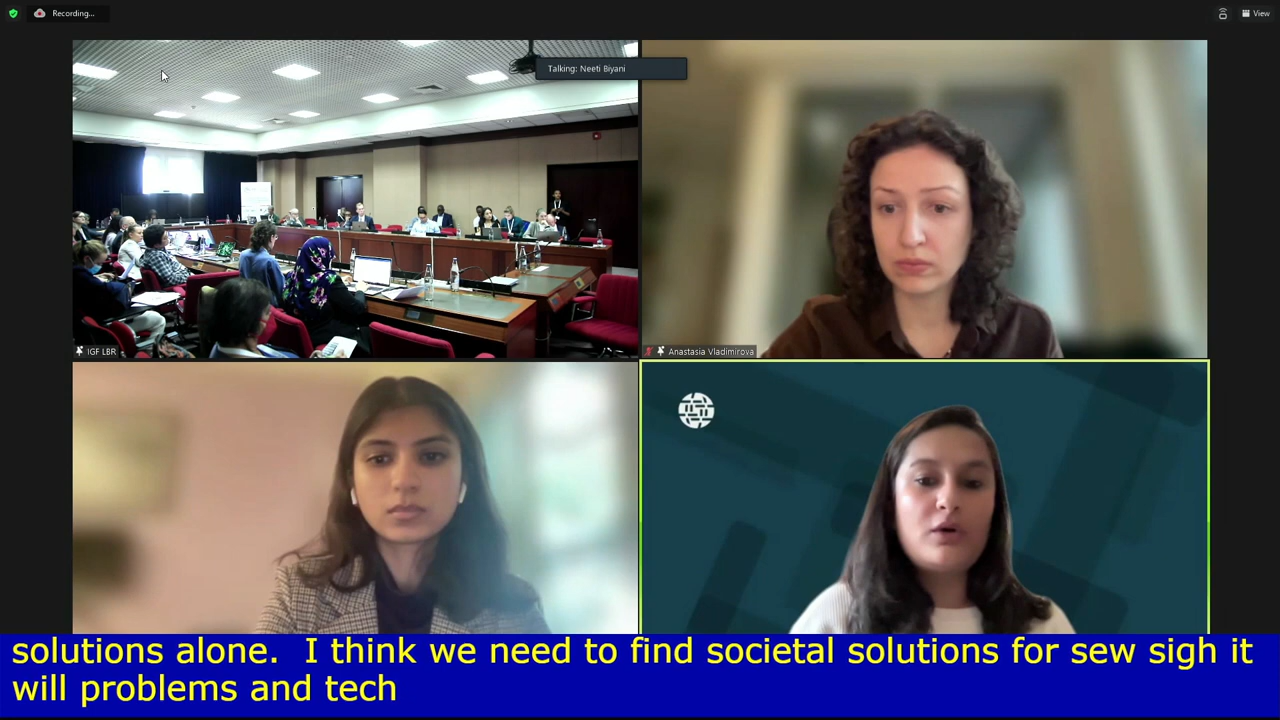 Recording...
View
Talking: Neeti Biyani
IGF LBR
Anastasia Vladimirova
solutions alone.  I think we need to find societal solutions for sew sigh it
will problems and tech